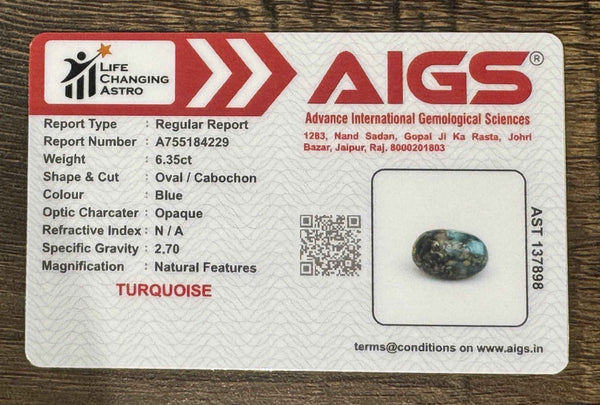 LIFE
CHANGING
ASTRO
AIGS®
Advance International Gemological Sciences
1283, Nand Sadan, Gopal Ji Ka Rasta, Johri
Bazar, Jaipur, Raj. 8000201803
Report Type : Regular Report
Report Number : A755184229
Weight : 6.35ct
Shape & Cut : Oval / Cabochon
Colour : Blue
Optic Charcater : Opaque
Refractive Index : N / A
Specific Gravity : 2.70
Magnification : Natural Features
TURQUOISE
AST 137898
terms@conditions on www.aigs.in